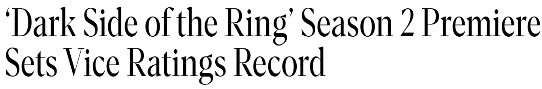 ‘Dark Side of the Ring’ Season 2 Premiere
Sets Vice Ratings Record